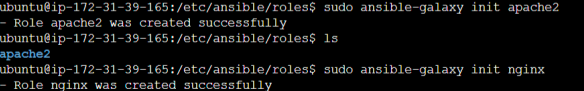 ubuntu@ip-172-31-39-165:/etc/ansible/roles$ sudo ansible-galaxy init apache2
- Role apache2 was created successfully
ubuntu@ip-172-31-39-165:/etc/ansible/roles$ ls
apache2
ubuntu@ip-172-31-39-165:/etc/ansible/roles$ sudo ansible-galaxy init nginx
- Role nginx was created successfully